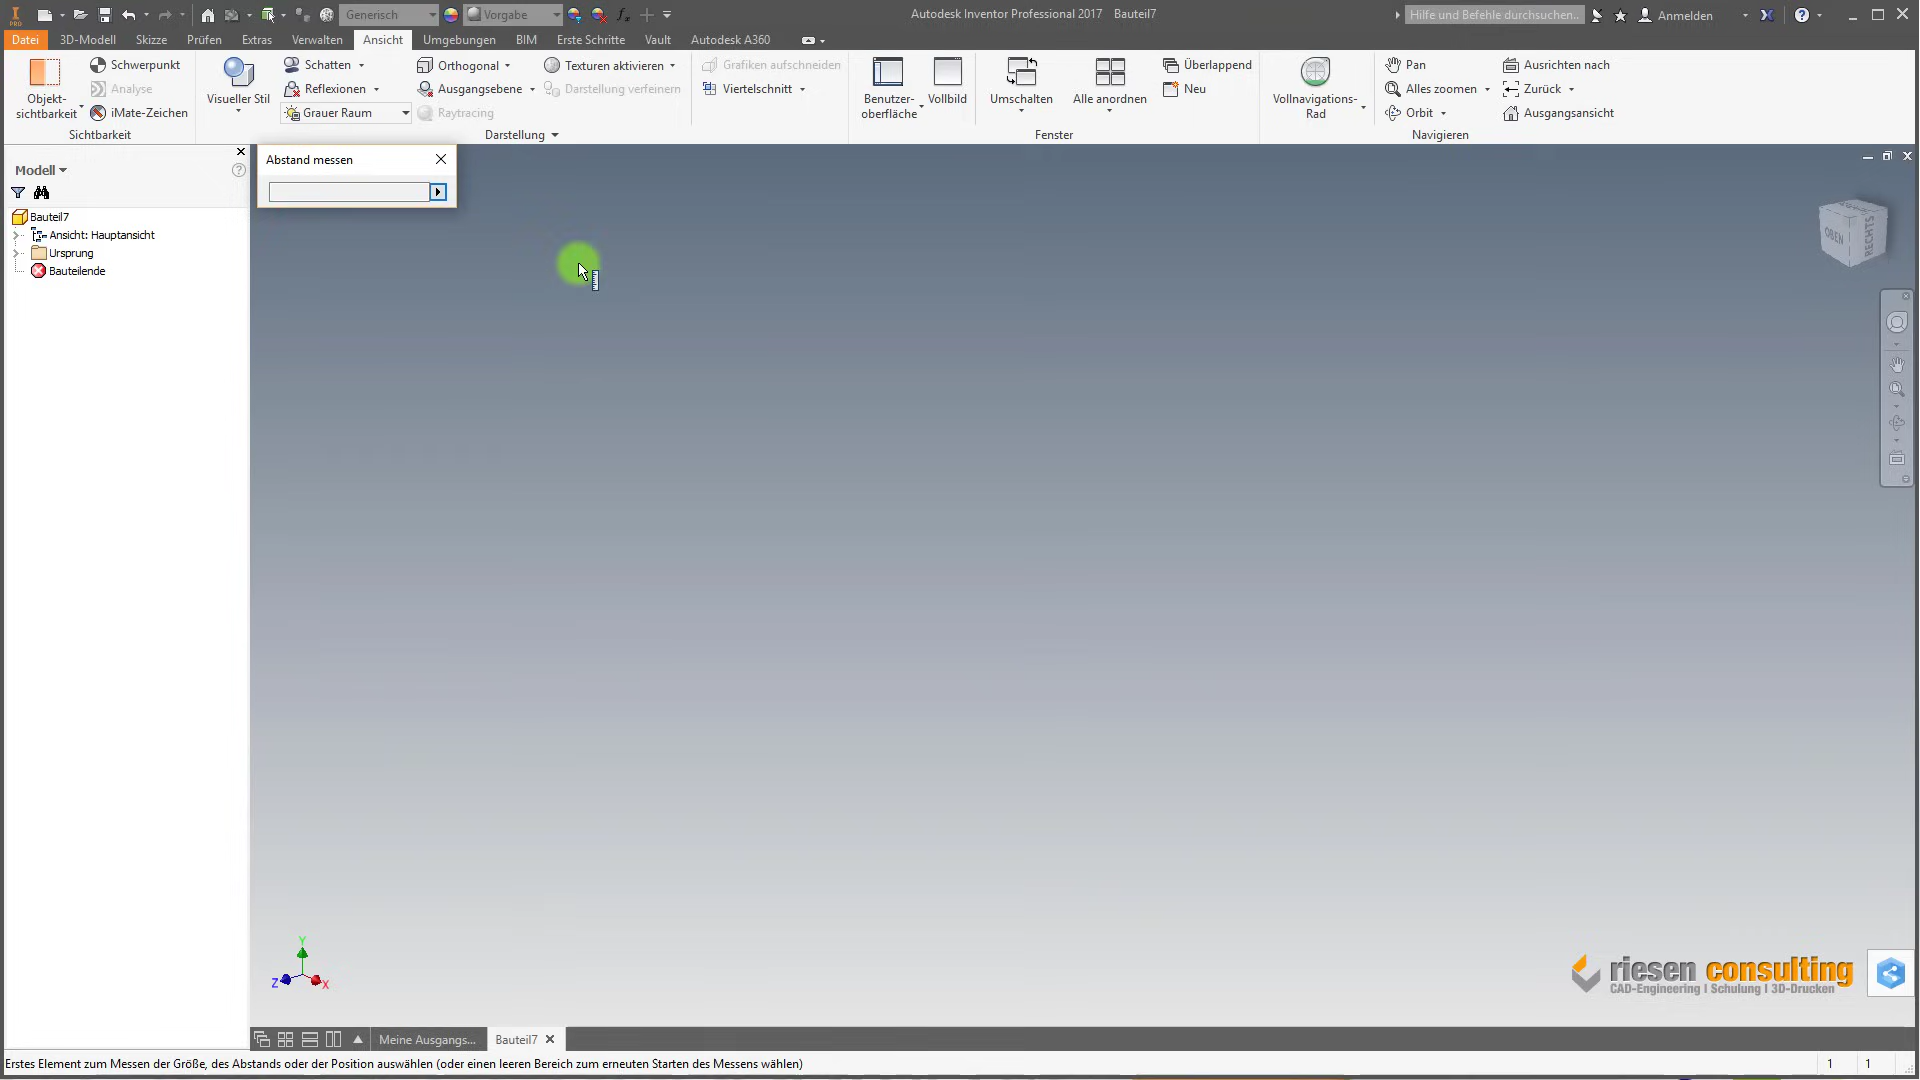 I PRO Generisch Vorgabe fx Autodesk Inventor Professional 2017 Bauteil7 Hilfe und Befehle durchsuchen... Anmelden
Datei 3D-Modell Skizze Prüfen Extras Verwalten Ansicht Umgebungen BIM Erste Schritte Vault Autodesk A360
Objekt-
sichtbarkeit
Schwerpunkt
Analyse
iMate-Zeichen
Sichtbarkeit
Visueller Stil
Schatten
Reflexionen
Grauer Raum
Orthogonal
Ausgangsebene
Raytracing
Texturen aktivieren
Darstellung verfeinern
Darstellung
Grafiken aufschneiden
Viertelschnitt
Benutzer-
oberfläche
Vollbild
Umschalten
Alle anordnen
Überlappend
Neu
Fenster
Vollnavigations-
Rad
Pan
Alles zoomen
Orbit
Ausrichten nach
Zurück
Ausgangsansicht
Navigieren
Modell
Bauteil7
Ansicht: Hauptansicht
Ursprung
Bauteilende
Abstand messen
OBEN
RECHTS
Y
Z
X
riesen consulting
CAD-Engineering I Schulung I 3D-Drucken
Meine Ausgangs... Bauteil7
Erstes Element zum Messen der Größe, des Abstands oder der Position auswählen (oder einen leeren Bereich zum erneuten Starten des Messens wählen) 1 1